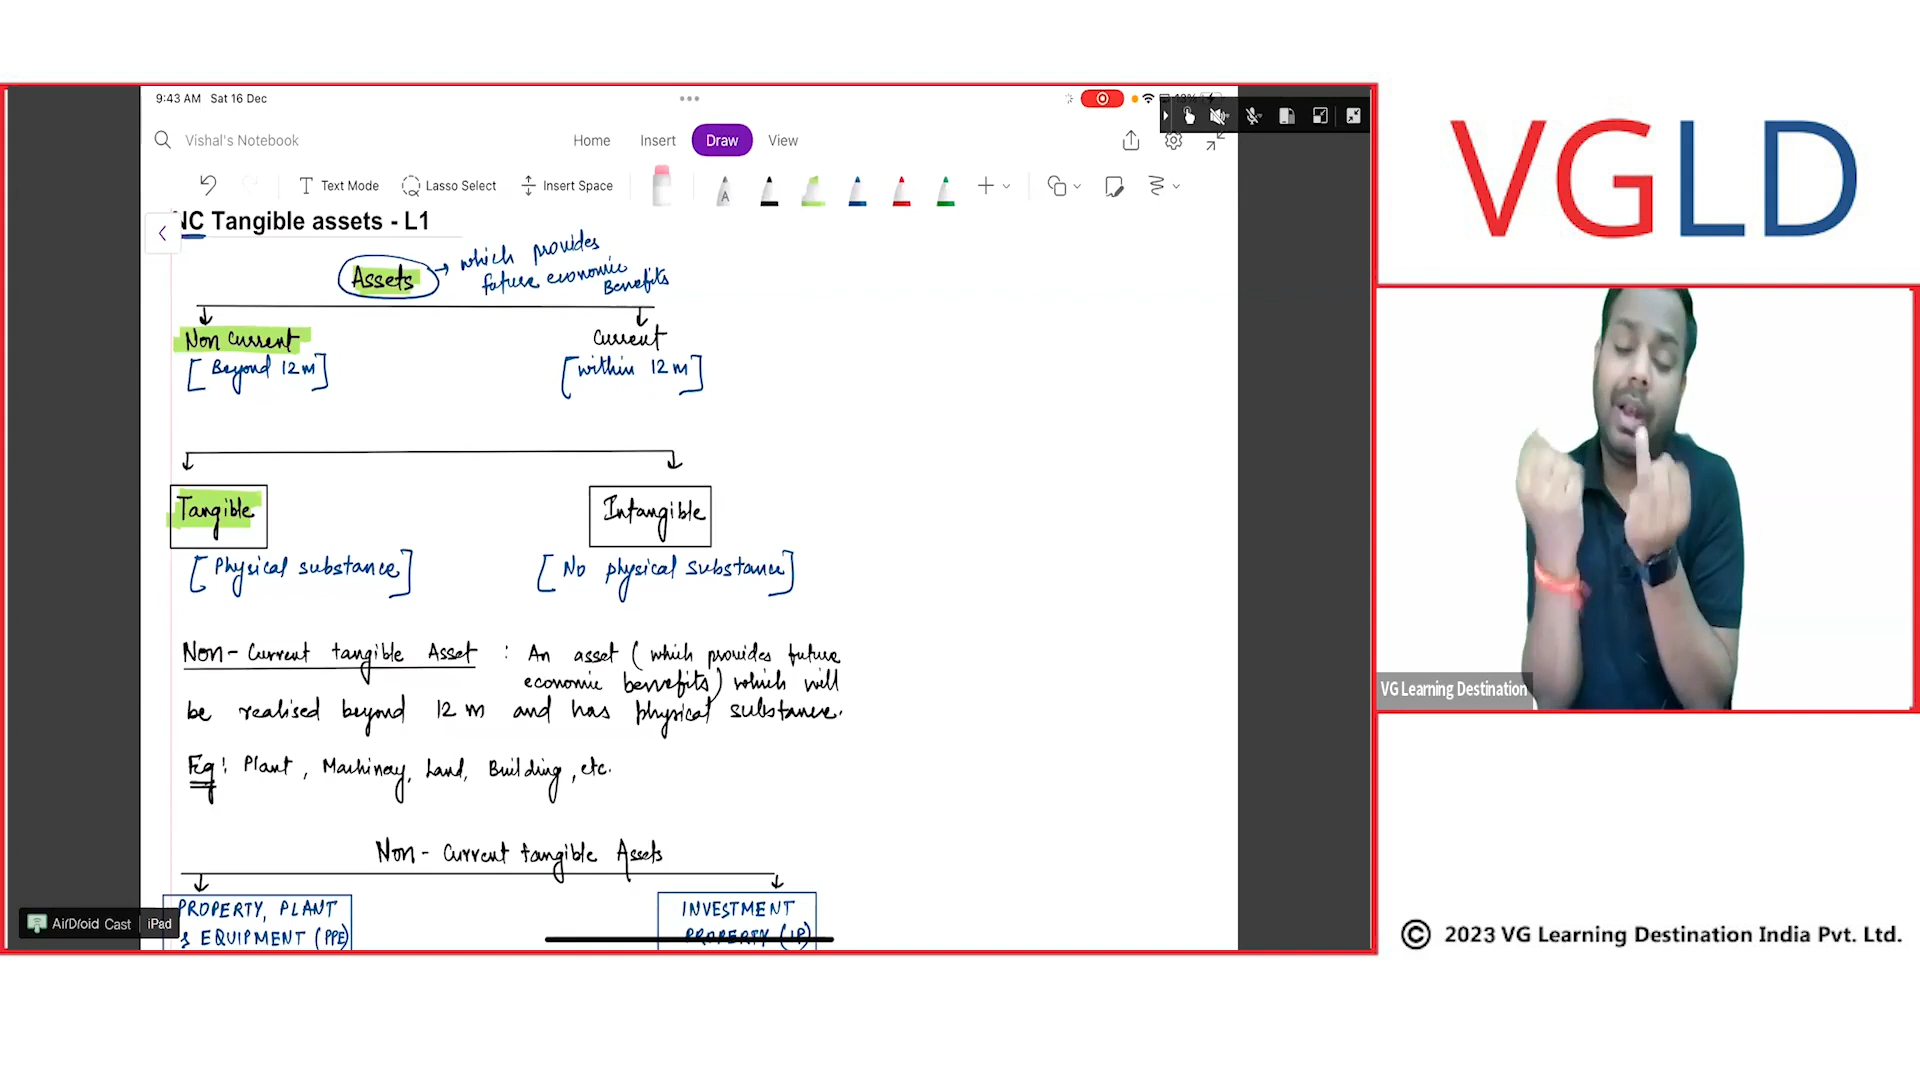 9:43 AM Sat 16 Dec
Vishal's Notebook
Home Insert Draw View
Text Mode Lasso Select Insert Space
NC Tangible assets - L1
Assets → which provides
future economic
Benefits
Non Current Current
[Beyond 12m] [within 12m]
Tangible Intangible
[Physical substance] [No physical substance]
Non-Current tangible Asset : An asset (which provides future
economic benefits) which will
be realised beyond 12m and has physical substance.
Eg: Plant, Machinery, Land, Building, etc.
Non-Current tangible Assets
PROPERTY, PLANT INVESTMENT
EQUIPMENT (PPE) PROPERTY (IP)
AirDroid Cast iPad
VGLD
VG Learning Destination
© 2023 VG Learning Destination India Pvt. Ltd.